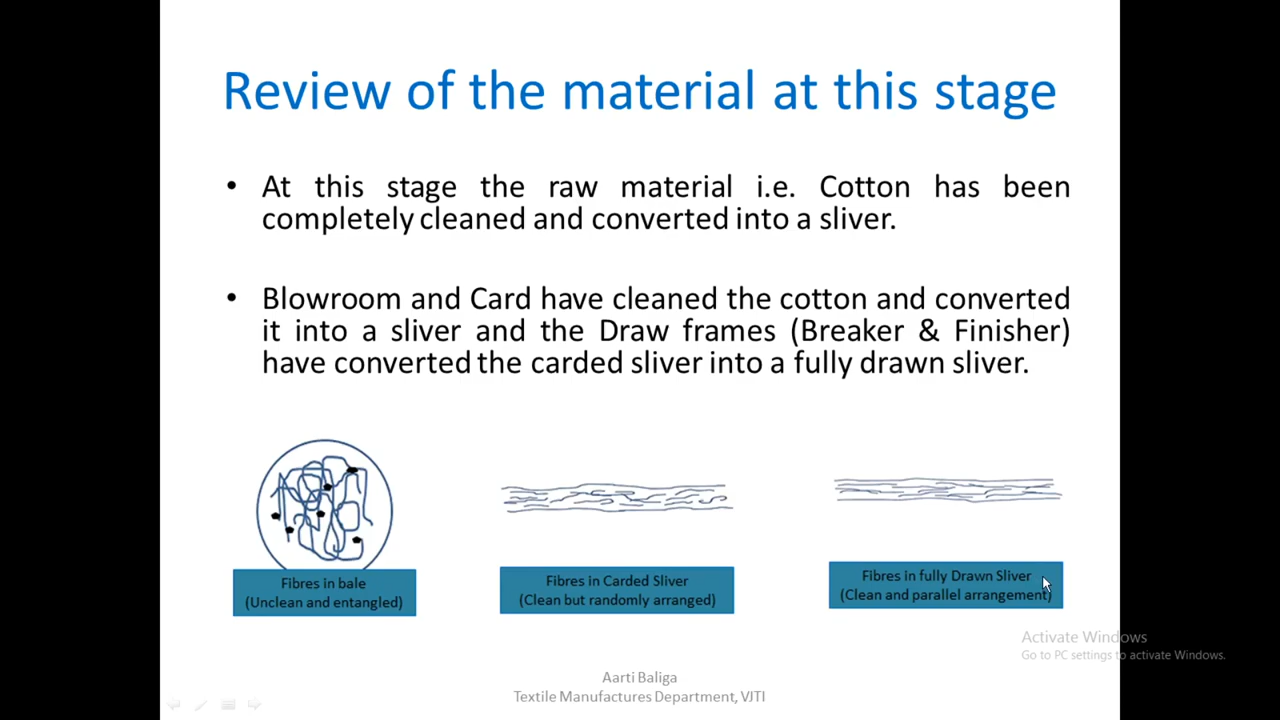 Review of the material at this stage
• At this stage the raw material i.e. Cotton has been
completely cleaned and converted into a sliver.
• Blowroom and Card have cleaned the cotton and converted
it into a sliver and the Draw frames (Breaker & Finisher)
have converted the carded sliver into a fully drawn sliver.
Fibres in bale
(Unclean and entangled)
Fibres in Carded Sliver
(Clean but randomly arranged)
Fibres in fully Drawn Sliver
(Clean and parallel arrangement)
Activate Windows
Go to PC settings to activate Windows.
Aarti Baliga
Textile Manufactures Department, VJTI